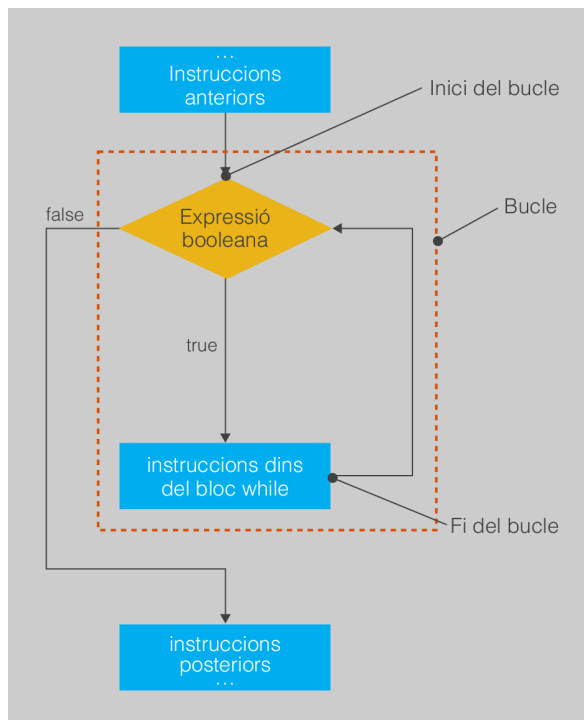 ...
Instruccions
anteriors
Inici del bucle
Bucle
false
Expressió
booleana
true
instruccions dins
del bloc while
Fi del bucle
instruccions
posteriors
...